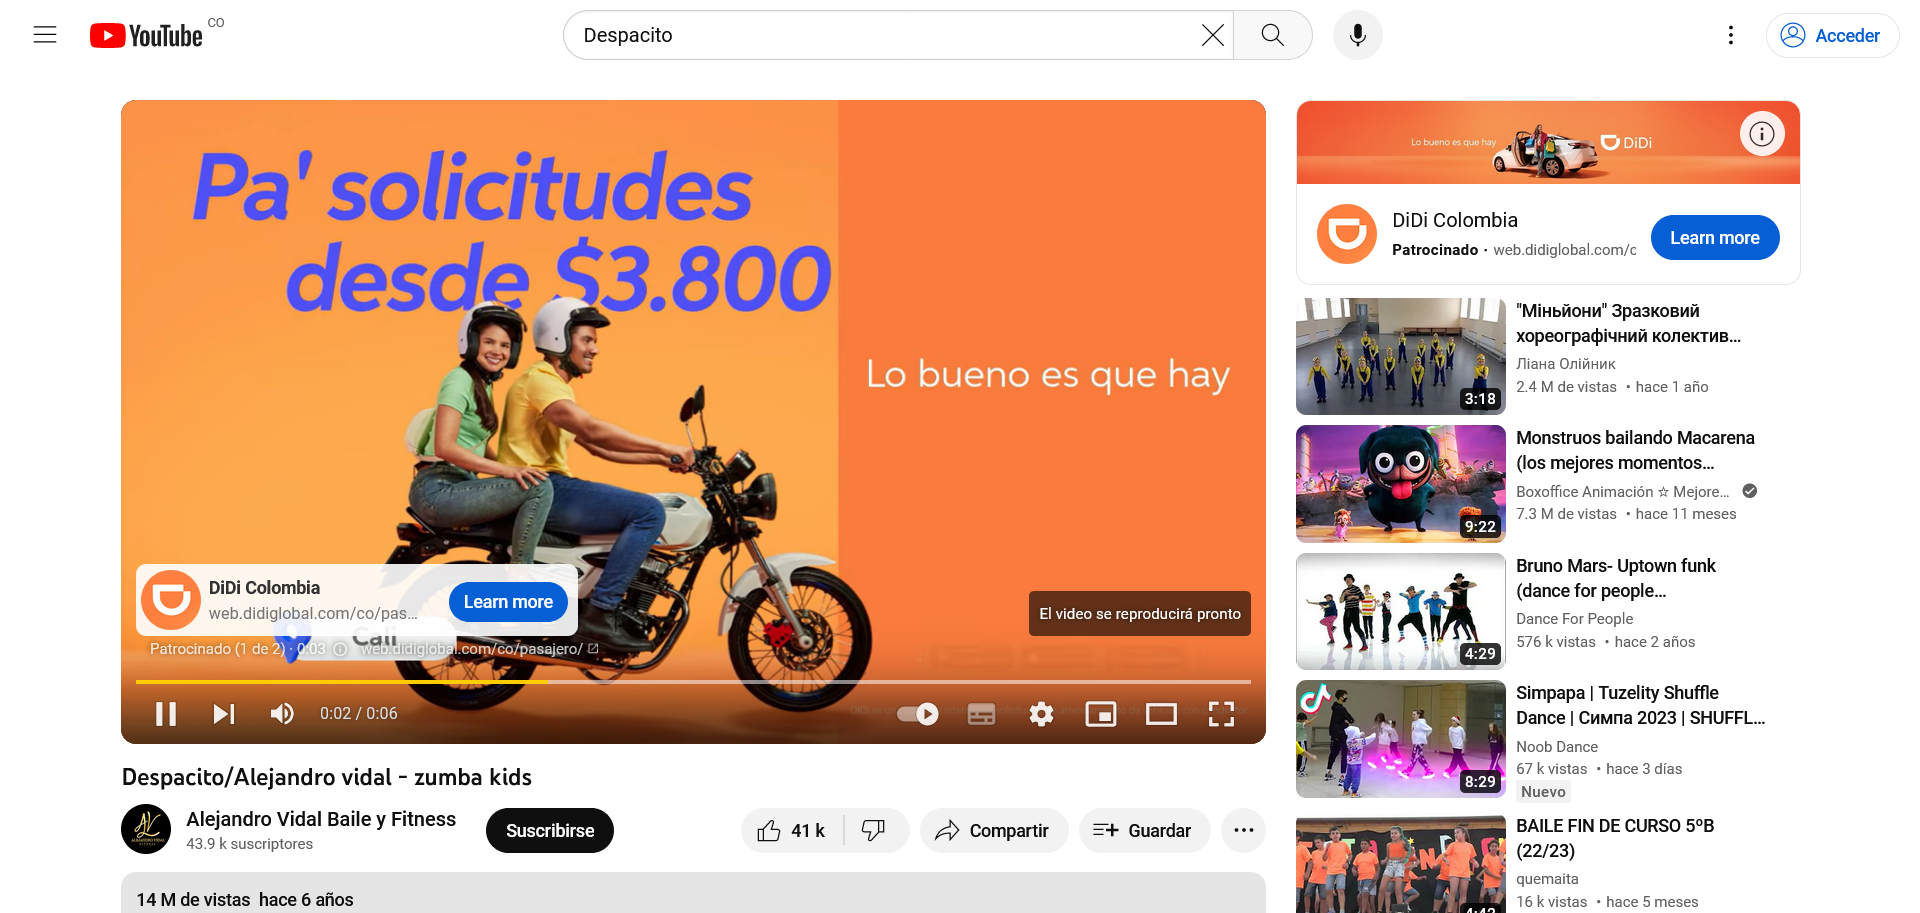 YouTube CO
Despacito
Acceder
Pa' solicitudes
desde $3.800
Lo bueno es que hay
DiDi Colombia
web.didiglobal.com/co/pas...
Learn more
El video se reproducirá pronto
Cali
Patrocinado (1 de 2) · 0:03 web.didiglobal.com/co/pasajero/
0:02 / 0:06
Despacito/Alejandro vidal - zumba kids
Alejandro Vidal Baile y Fitness
43.9 k suscriptores
Suscribirse
41 k
Compartir
Guardar
14 M de vistas hace 6 años
Lo bueno es que hay
DiDi
DiDi Colombia
Patrocinado · web.didiglobal.com/c
Learn more
"Міньйони" Зразковий
хореографічний колектив...
Ліана Олійник
2.4 M de vistas • hace 1 año
3:18
Monstruos bailando Macarena
(los mejores momentos...
Boxoffice Animación ☆ Mejore...
7.3 M de vistas • hace 11 meses
9:22
Bruno Mars- Uptown funk
(dance for people...
Dance For People
576 k vistas • hace 2 años
4:29
Simpapa | Tuzelity Shuffle
Dance | Симпа 2023 | SHUFFL...
Noob Dance
67 k vistas • hace 3 días
Nuevo
8:29
BAILE FIN DE CURSO 5ºB
(22/23)
quemaita
16 k vistas • hace 5 meses
4:42